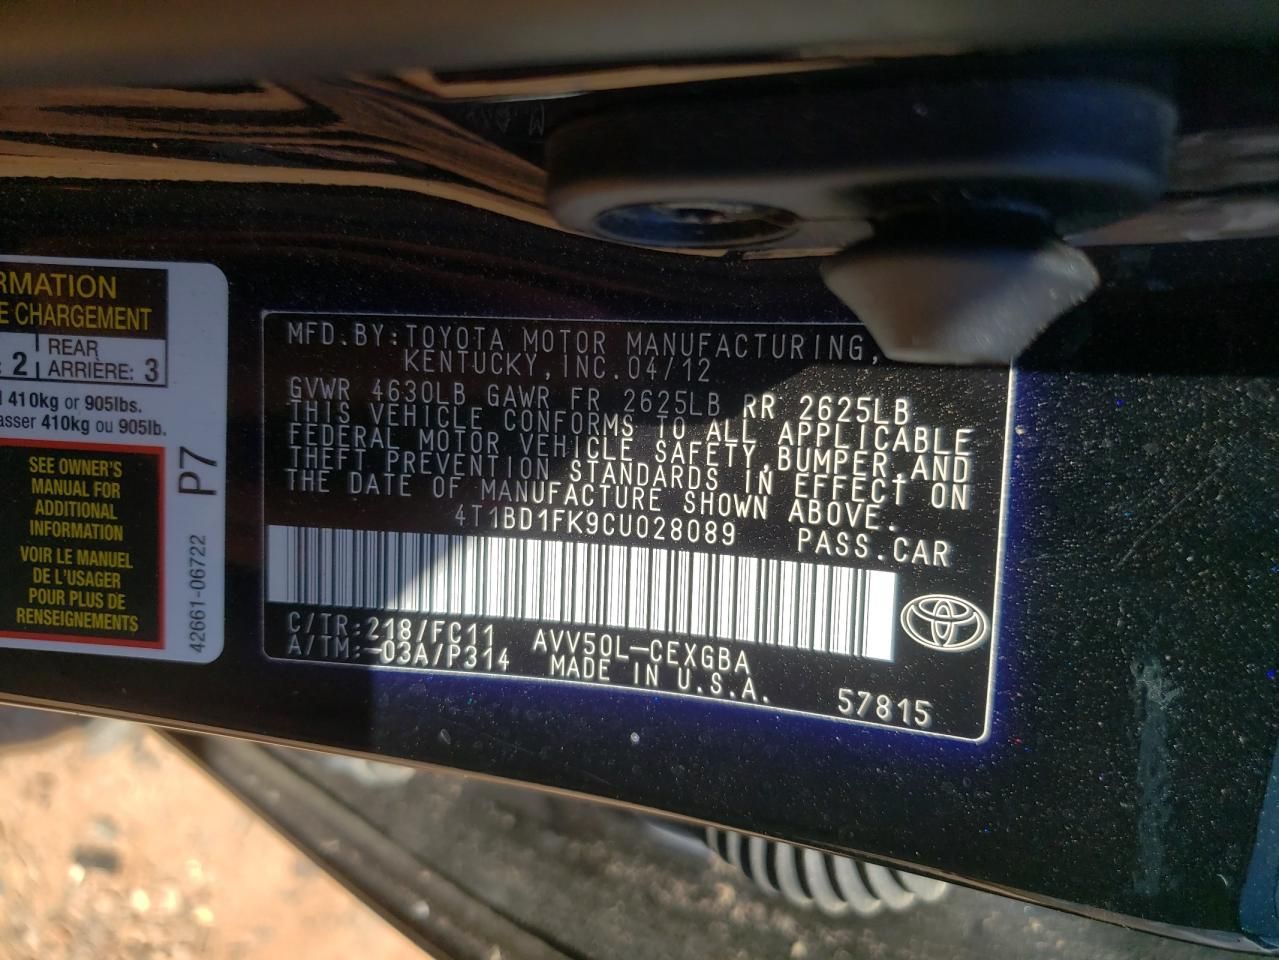 RMATION
E CHARGEMENT
: 2 REAR
ARRIÈRE: 3
410kg or 905lbs.
asser 410kg ou 905lb.
SEE OWNER'S
MANUAL FOR
ADDITIONAL
INFORMATION
VOIR LE MANUEL
DE L'USAGER
POUR PLUS DE
RENSEIGNEMENTS
P7
42661-06722
MFD.BY:TOYOTA MOTOR MANUFACTURING,
KENTUCKY,INC.04/12
GVWR 4630LB GAWR FR 2625LB RR 2625LB
THIS VEHICLE CONFORMS TO ALL APPLICABLE
FEDERAL MOTOR VEHICLE SAFETY,BUMPER,AND
THEFT PREVENTION STANDARDS IN EFFECT ON
THE DATE OF MANUFACTURE SHOWN ABOVE.
4T1BD1FK9CU028089 PASS.CAR
C/TR:218/FC11 AVV50L-CEXGBA
A/TM:-03A/P314 MADE IN U.S.A.
57815